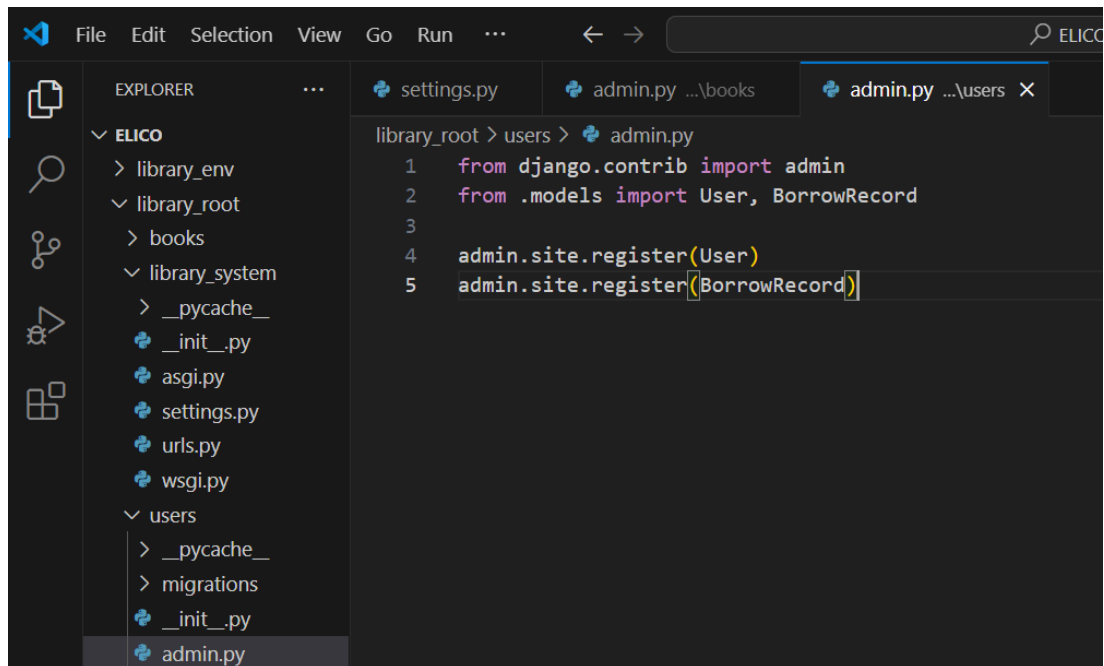 File Edit Selection View Go Run ··· ← → ELICO
EXPLORER ···
ELICO
library_env
library_root
books
library_system
__pycache__
__init__.py
asgi.py
settings.py
urls.py
wsgi.py
users
__pycache__
migrations
__init__.py
admin.py
settings.py admin.py ...\books admin.py ...\users
library_root > users > admin.py
1 from django.contrib import admin
2 from .models import User, BorrowRecord
3
4 admin.site.register(User)
5 admin.site.register(BorrowRecord)